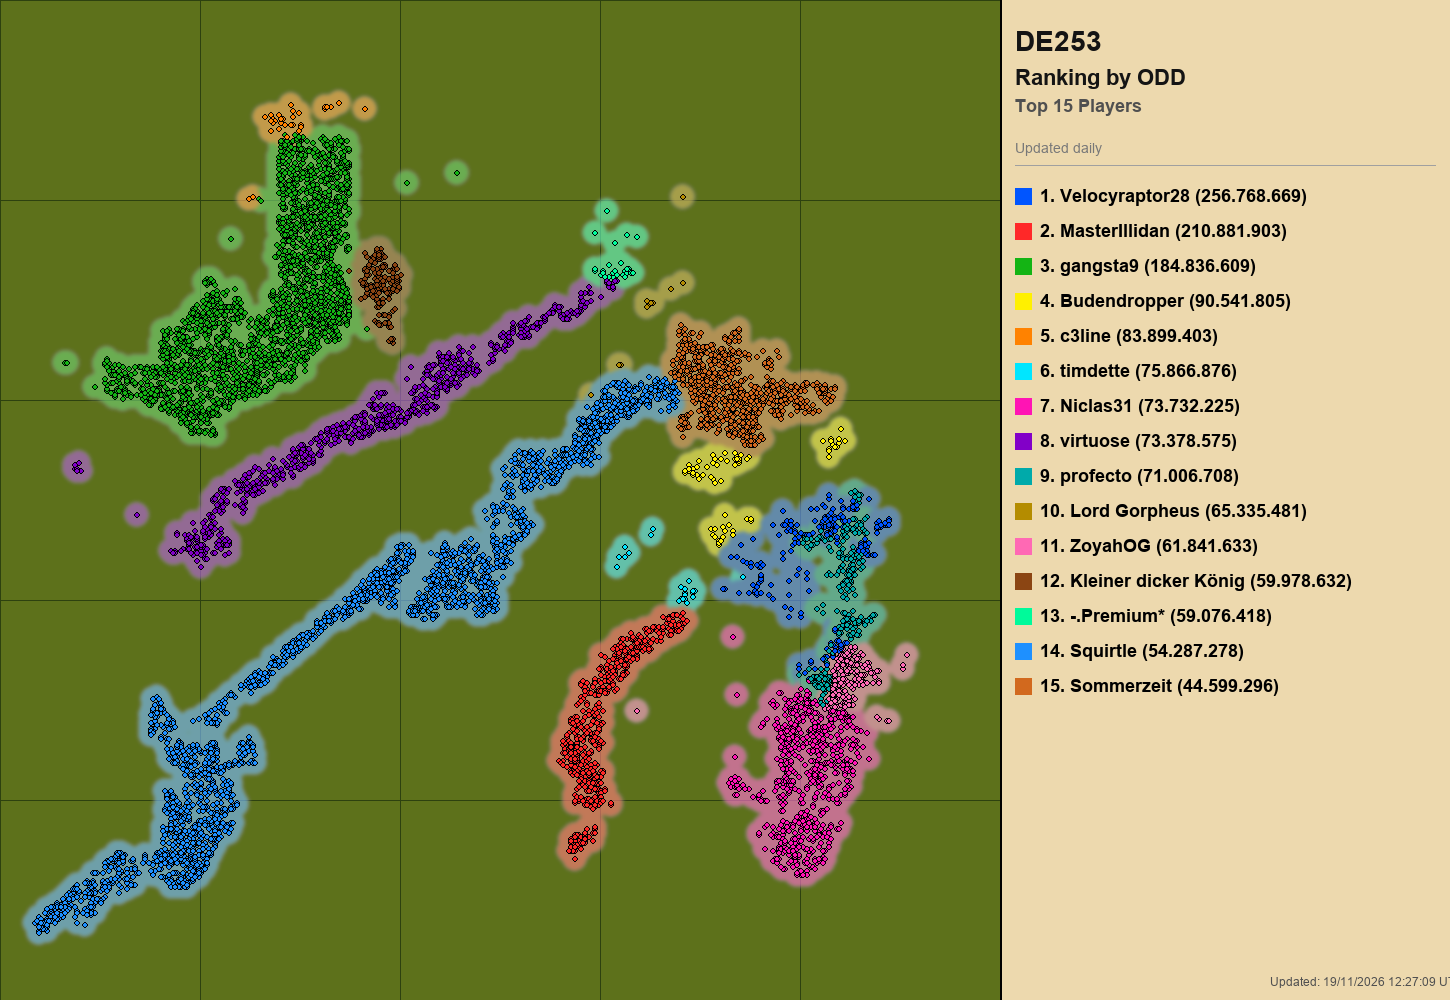 DE253
Ranking by ODD
Top 15 Players
Updated daily
1. Velocyraptor28 (256.768.669)
2. MasterIllidan (210.881.903)
3. gangsta9 (184.836.609)
4. Budendropper (90.541.805)
5. c3line (83.899.403)
6. timdette (75.866.876)
7. Niclas31 (73.732.225)
8. virtuose (73.378.575)
9. profecto (71.006.708)
10. Lord Gorpheus (65.335.481)
11. ZoyahOG (61.841.633)
12. Kleiner dicker König (59.978.632)
13. -.Premium* (59.076.418)
14. Squirtle (54.287.278)
15. Sommerzeit (44.599.296)
Updated: 19/11/2026 12:27:09 U